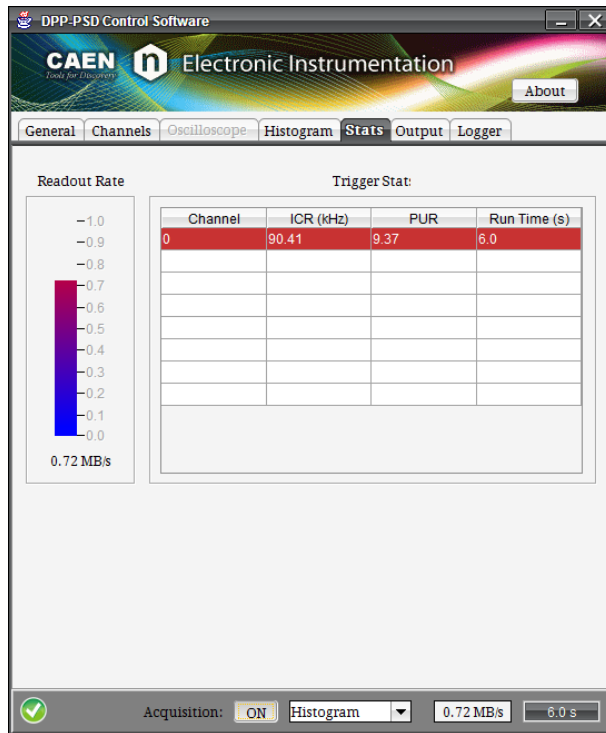 DPP-PSD Control Software
CAEN n Electronic Instrumentation
Tools for Discovery
About
General Channels Oscilloscope Histogram Stats Output Logger
Readout Rate
Trigger Stat:
1.0
0.9
0.8
0.7
0.6
0.5
0.4
0.3
0.2
0.1
0.0
0.72 MB/s
Channel ICR (kHz) PUR Run Time (s)
0 90.41 9.37 6.0
Acquisition: ON Histogram 0.72 MB/s 6.0 s